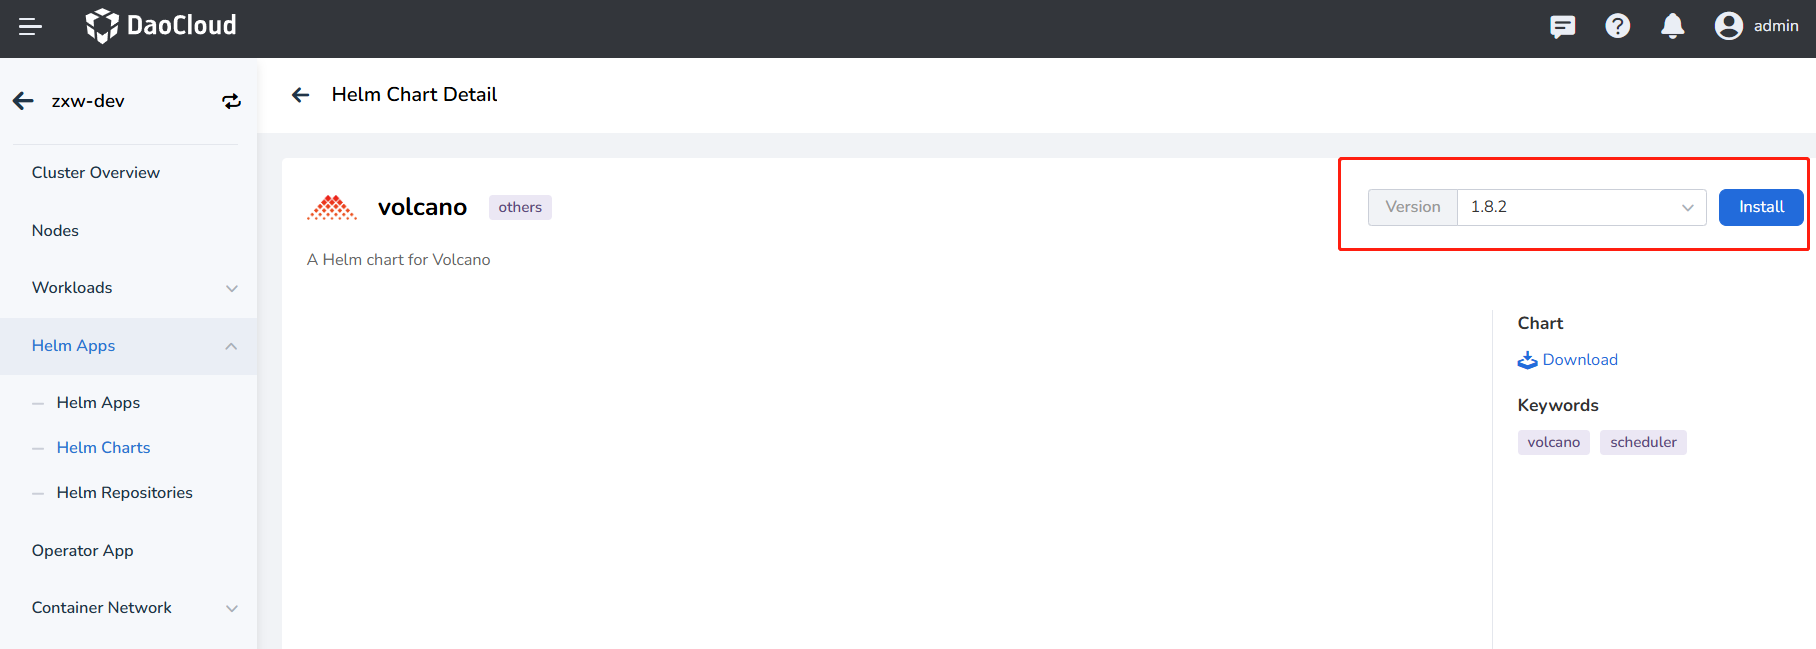 DaoCloud
admin
zxw-dev
Cluster Overview
Nodes
Workloads
Helm Apps
Helm Apps
Helm Charts
Helm Repositories
Operator App
Container Network
Helm Chart Detail
volcano others
A Helm chart for Volcano
Version 1.8.2 Install
Chart
Download
Keywords
volcano scheduler